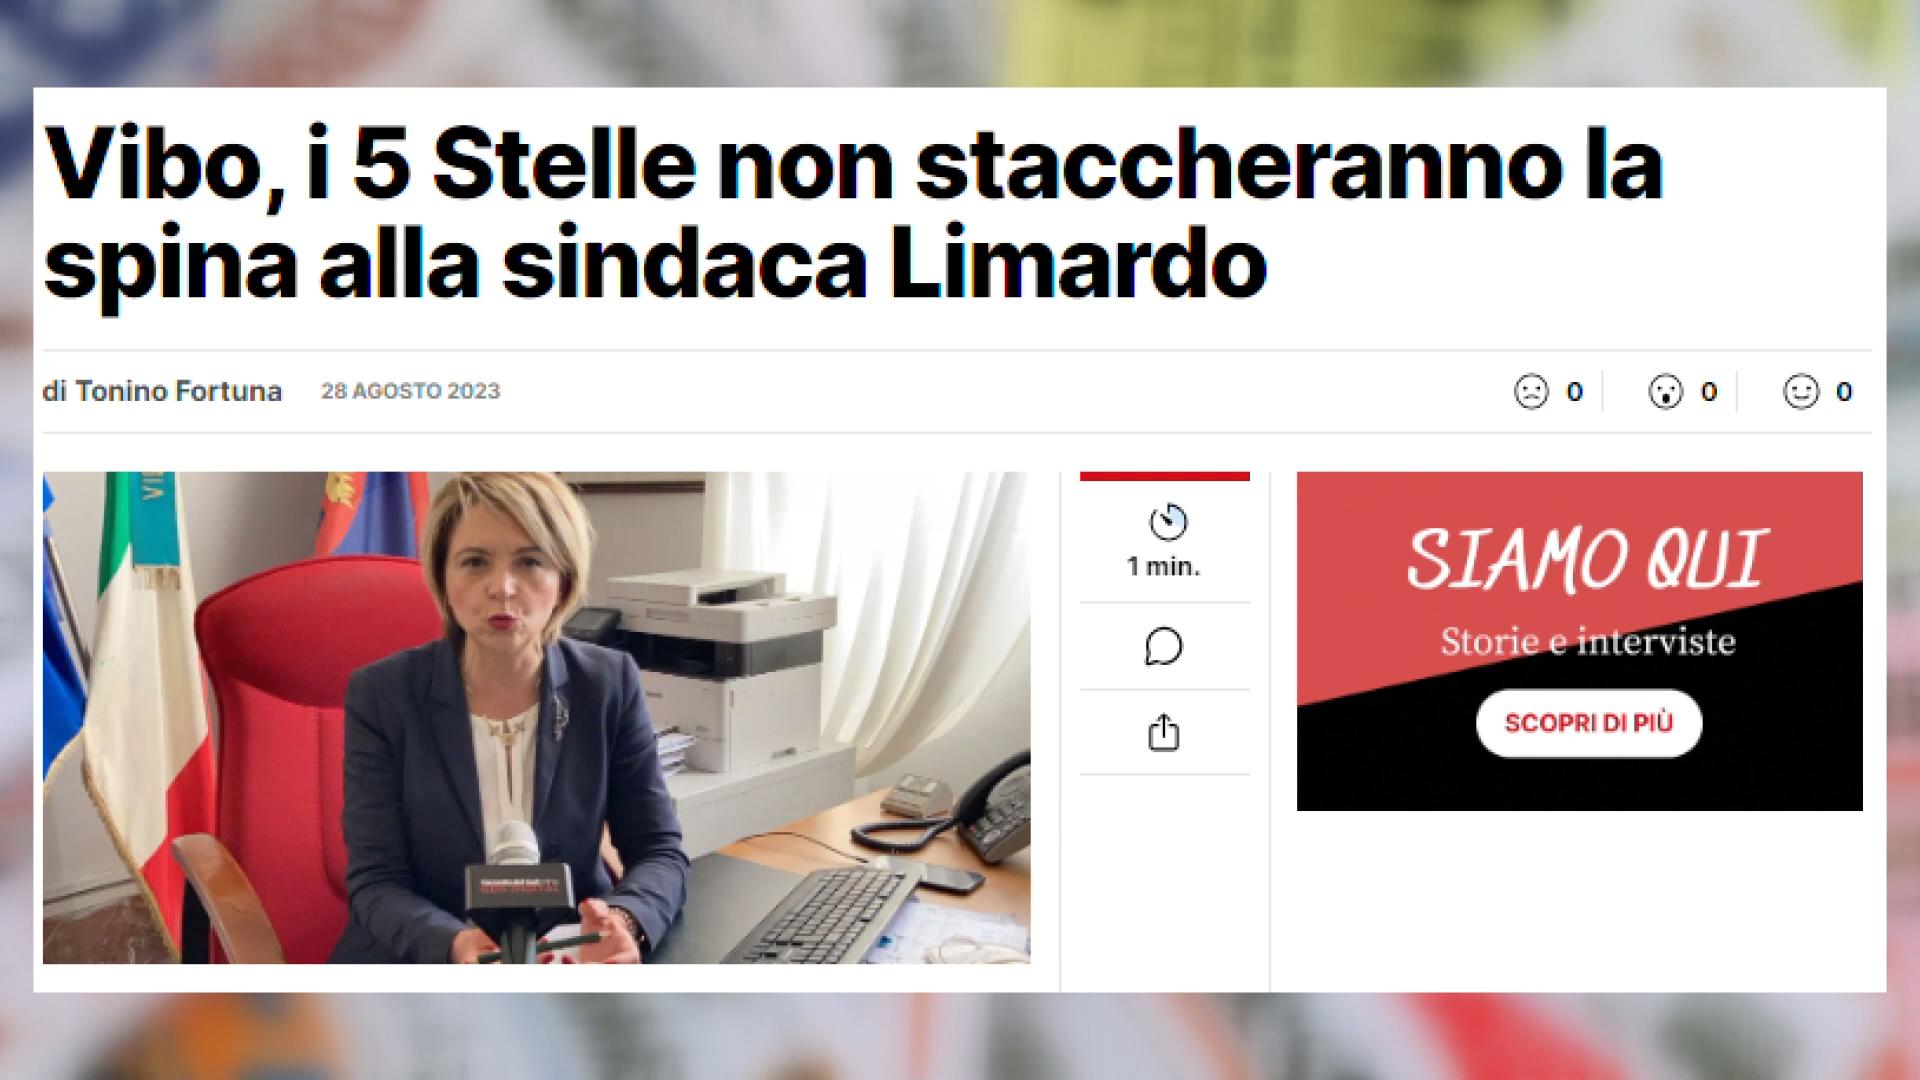 Vibo, i 5 Stelle non staccheranno la
spina alla sindaca Limardo
di Tonino Fortuna 28 AGOSTO 2023
0 0 0
VIB
1 min.
SIAMO QUI
Storie e interviste
SCOPRI DI PIÙ